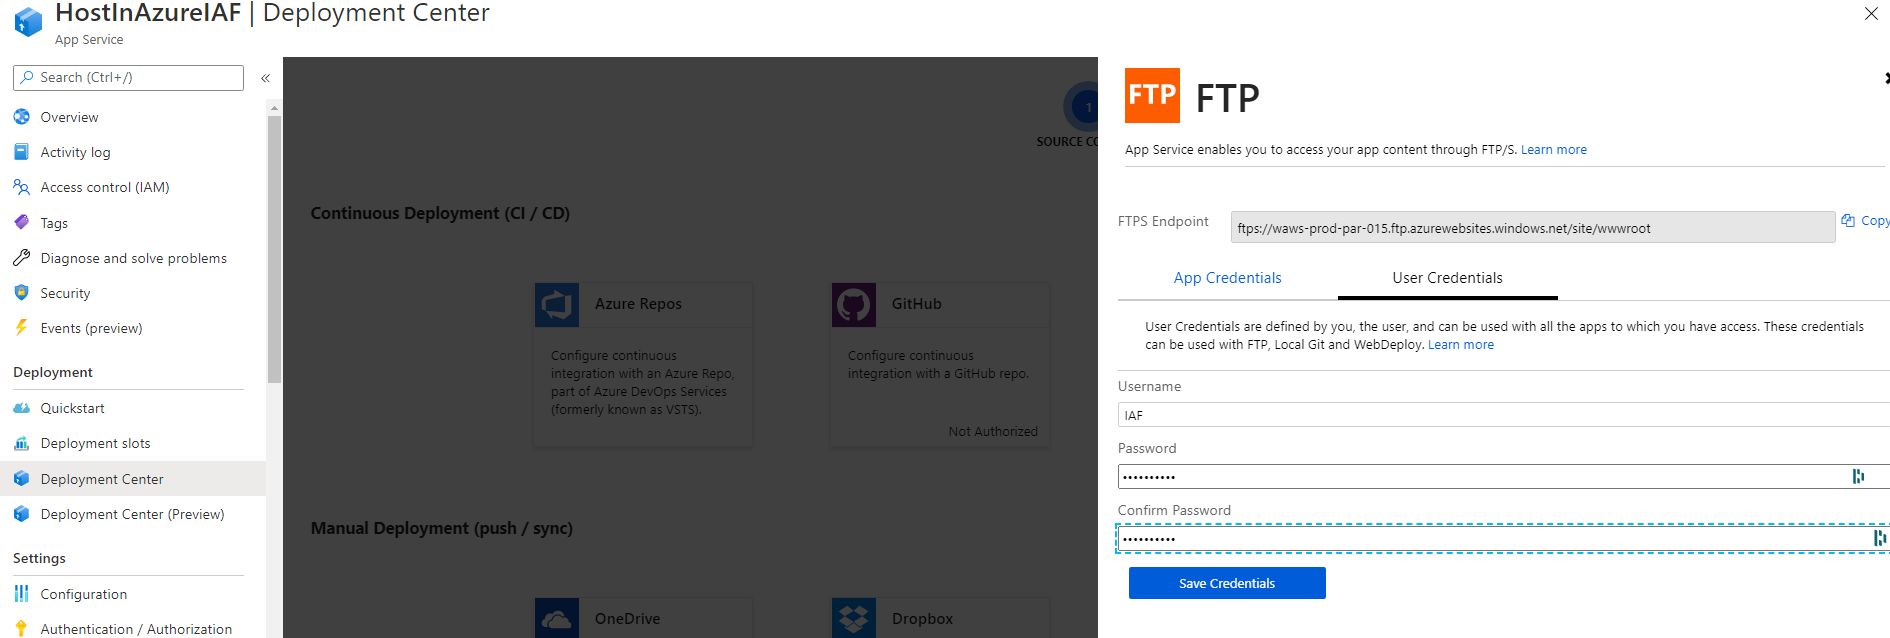 HostInAzureIAF | Deployment Center
App Service
Search (Ctrl+/)
«
Overview
Activity log
Access control (IAM)
Tags
Diagnose and solve problems
Security
Events (preview)
Deployment
Quickstart
Deployment slots
Deployment Center
Deployment Center (Preview)
Settings
Configuration
Authentication / Authorization
1
SOURCE CO
Continuous Deployment (CI / CD)
Azure Repos
Configure continuous
integration with an Azure Repo,
part of Azure DevOps Services
(formerly known as VSTS).
GitHub
Configure continuous
integration with a GitHub repo.
Not Authorized
Manual Deployment (push / sync)
OneDrive
Dropbox
FTP FTP
App Service enables you to access your app content through FTP/S. Learn more
FTPS Endpoint
ftps://waws-prod-par-015.ftp.azurewebsites.windows.net/site/wwwroot
Copy
App Credentials
User Credentials
User Credentials are defined by you, the user, and can be used with all the apps to which you have access. These credentials
can be used with FTP, Local Git and WebDeploy. Learn more
Username
IAF
Password
••••••••••
Confirm Password
••••••••••
Save Credentials